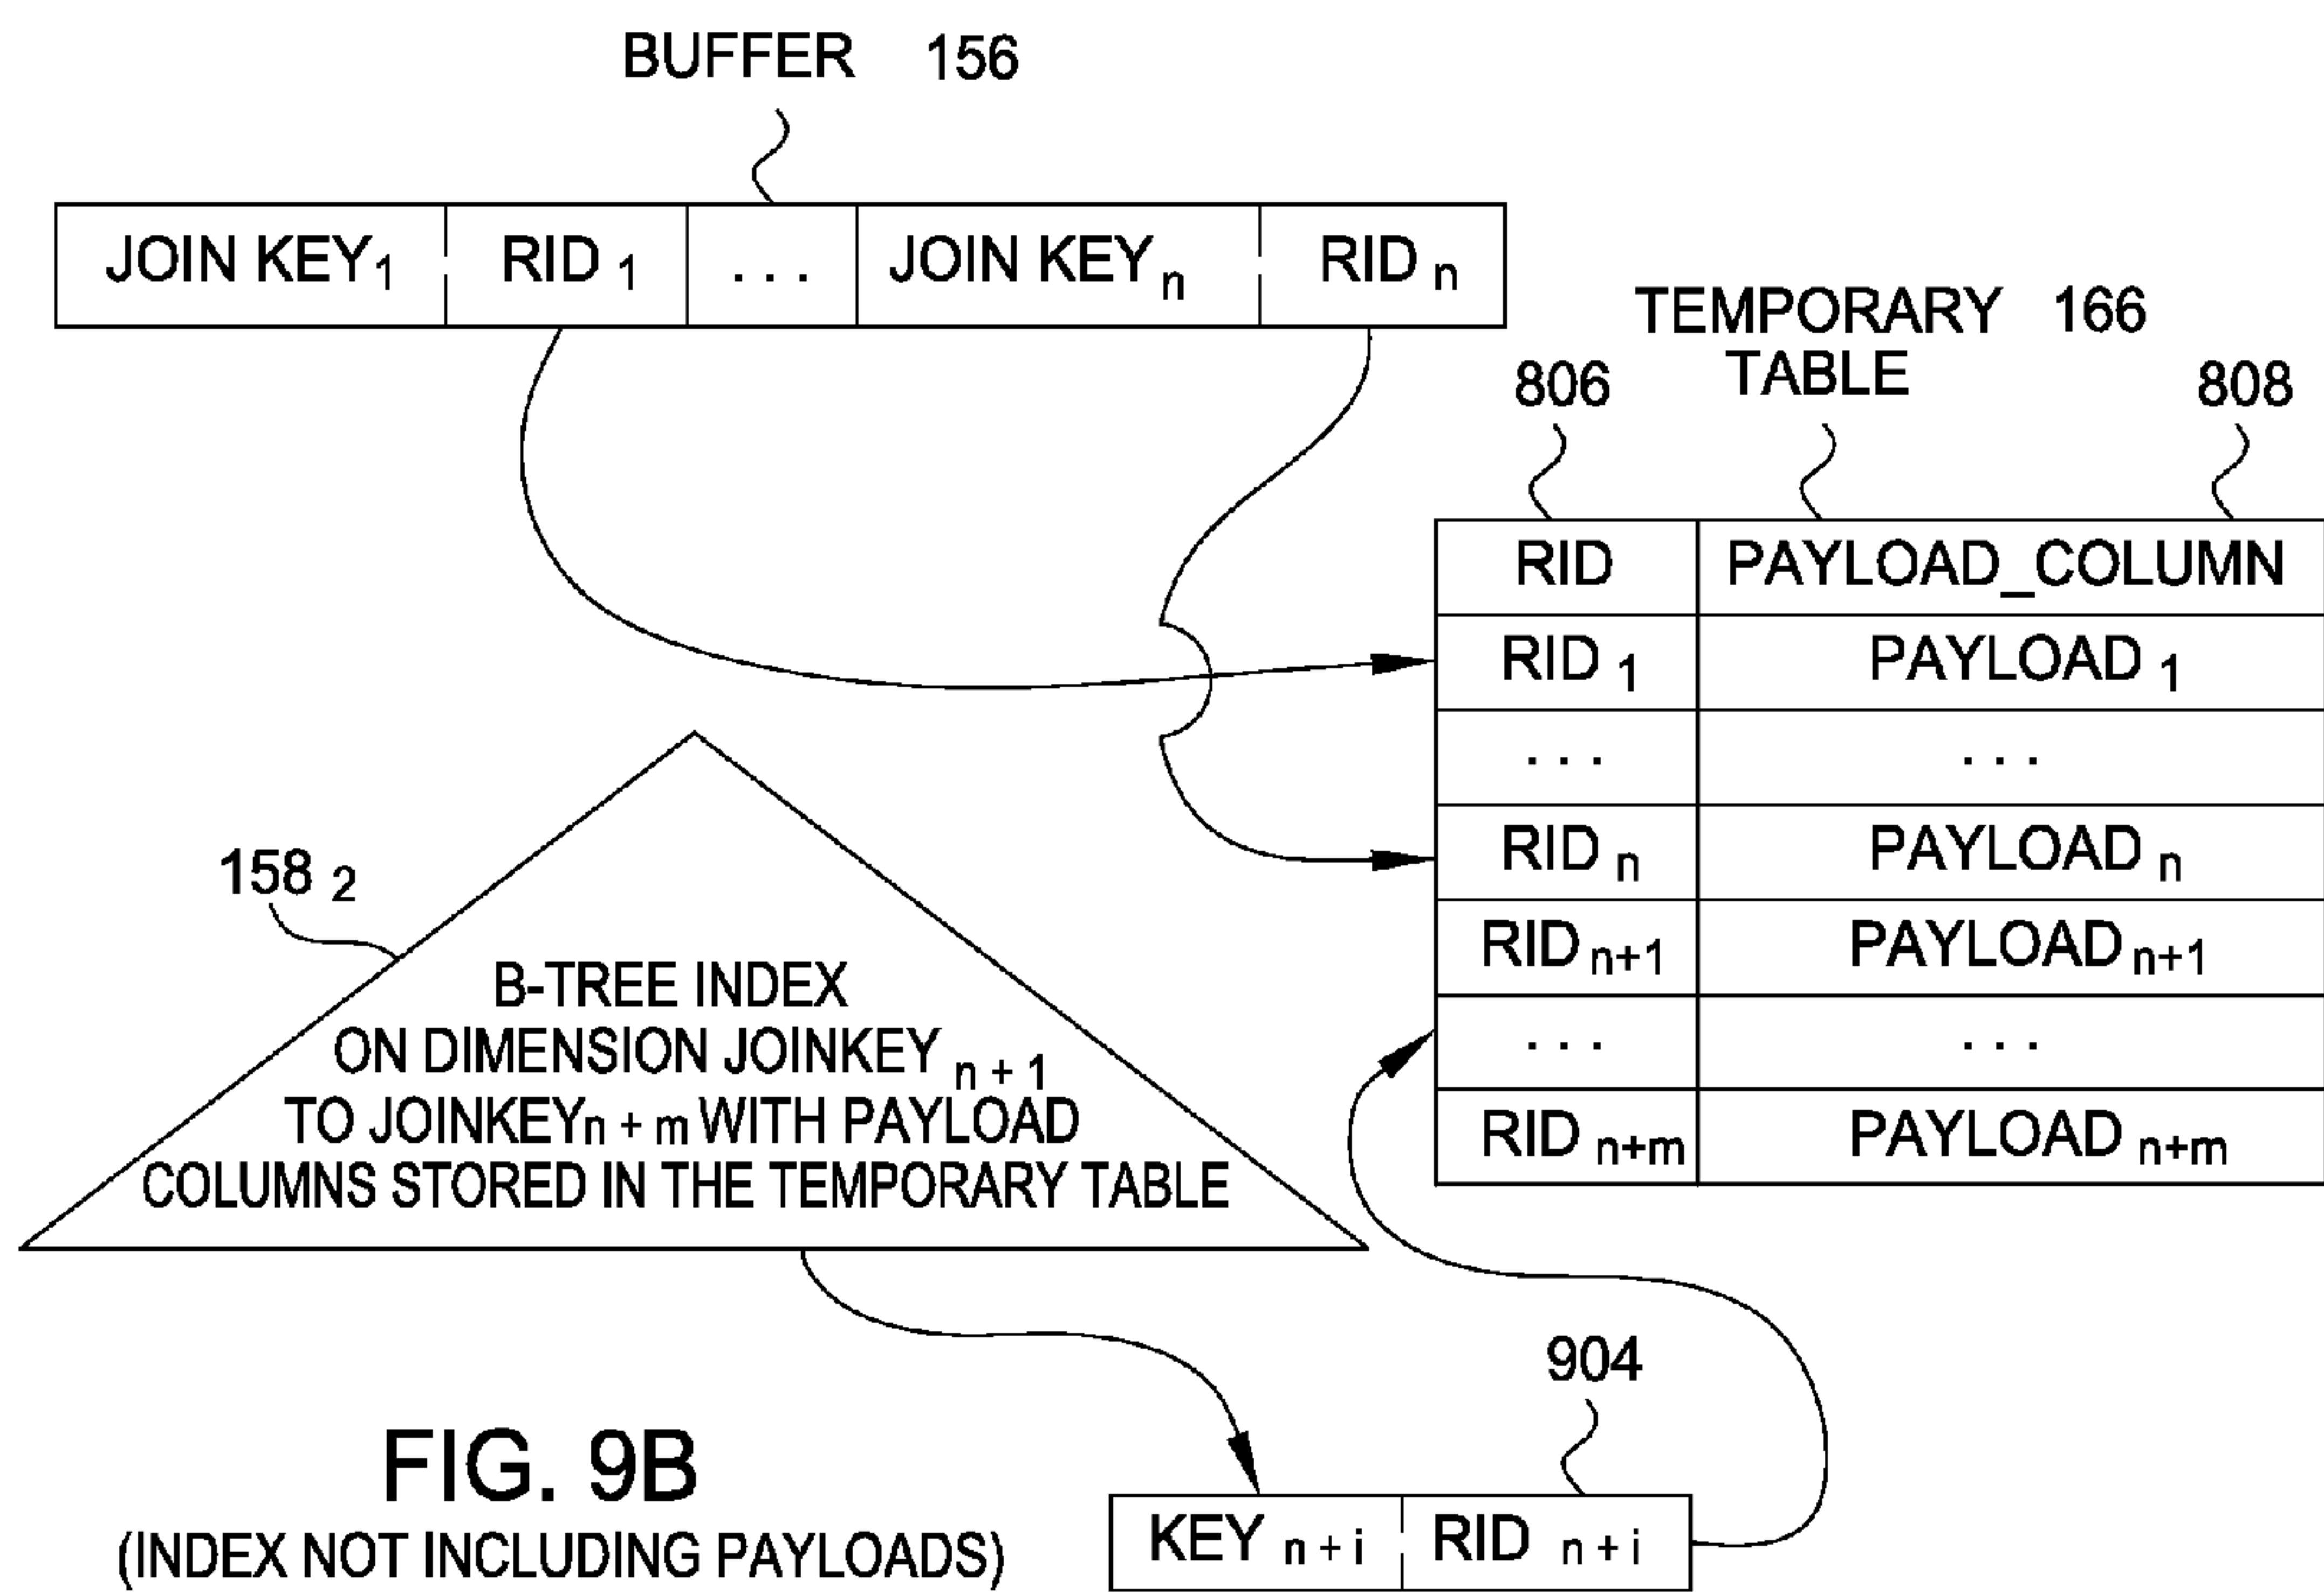 BUFFER 156
JOIN KEY1 RID 1 ... JOIN KEYn RID n
TEMPORARY 166
TABLE
806 808
RID PAYLOAD_COLUMN
RID 1 PAYLOAD 1
... ...
RID n PAYLOAD n
RID n+1 PAYLOAD n+1
... ...
RID n+m PAYLOAD n+m
158 2
B-TREE INDEX
ON DIMENSION JOINKEY n + 1
TO JOINKEYn + m WITH PAYLOAD
COLUMNS STORED IN THE TEMPORARY TABLE
904
KEY n + i RID n + i
FIG. 9B
(INDEX NOT INCLUDING PAYLOADS)